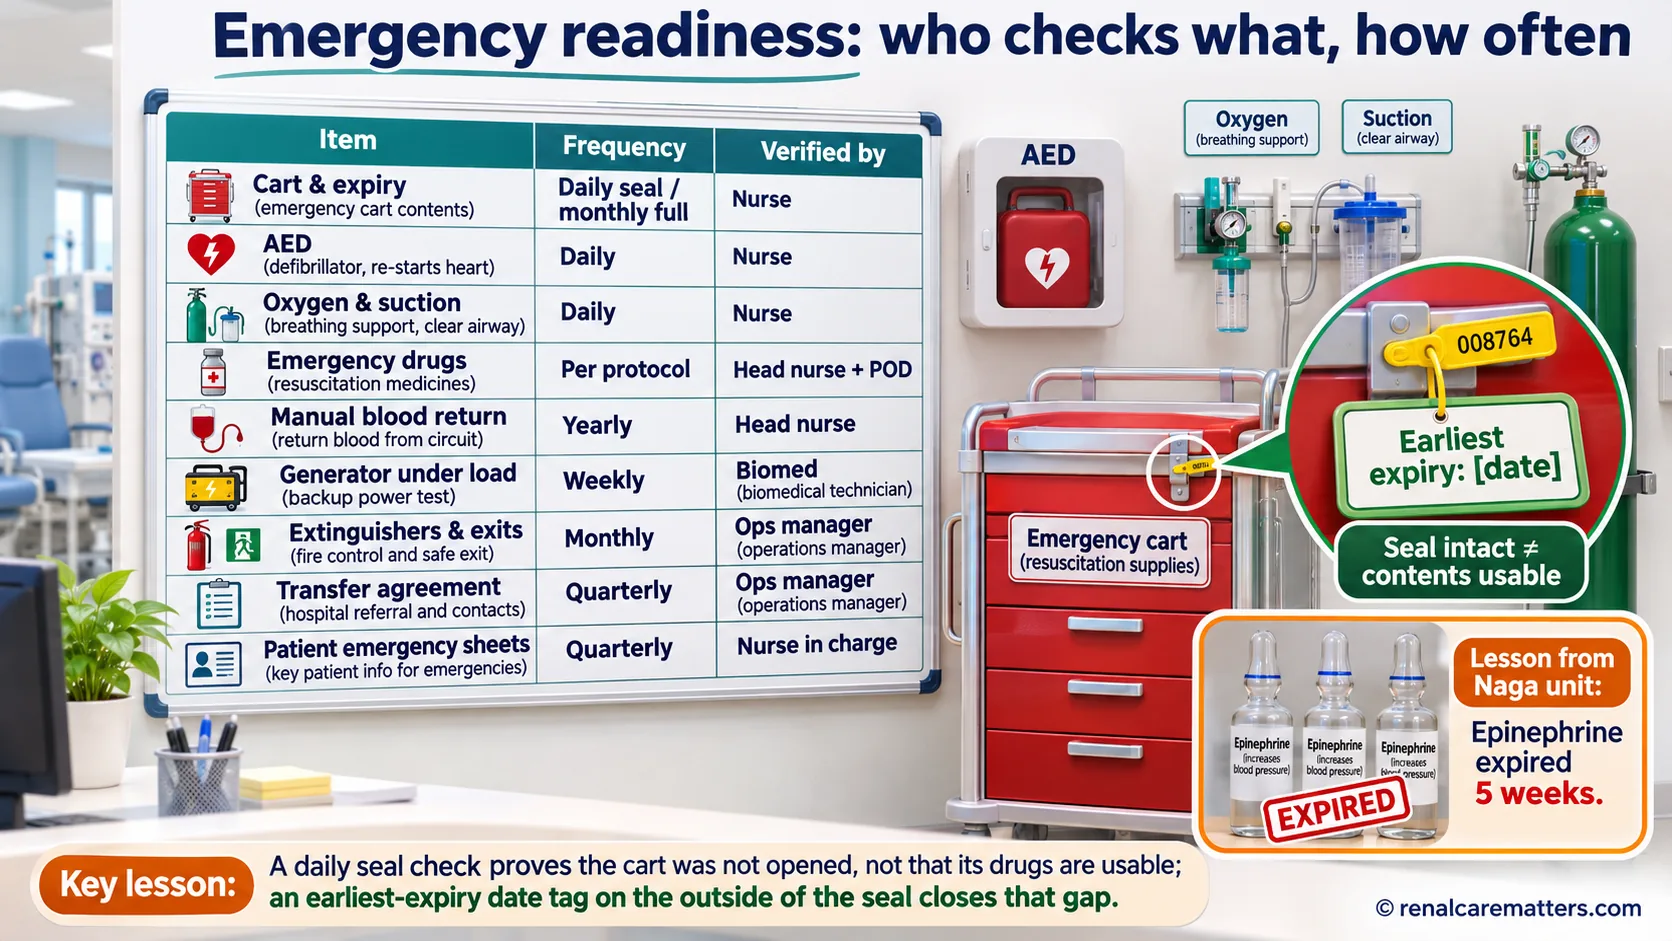 Emergency readiness: who checks what, how often
Item
Frequency
Verified by
Cart & expiry
(emergency cart contents)
Daily seal /
monthly full
Nurse
AED
(defibrillator, re-starts heart)
Daily
Nurse
Oxygen & suction
(breathing support, clear airway)
Daily
Nurse
Emergency drugs
(resuscitation medicines)
Per protocol
Head nurse + POD
Manual blood return
(return blood from circuit)
Yearly
Head nurse
Generator under load
(backup power test)
Weekly
Biomed
(biomedical technician)
Extinguishers & exits
(fire control and safe exit)
Monthly
Ops manager
(operations manager)
Transfer agreement
(hospital referral and contacts)
Quarterly
Ops manager
(operations manager)
Patient emergency sheets
(key patient info for emergencies)
Quarterly
Nurse in charge
AED
Oxygen
(breathing support)
Suction
(clear airway)
008764
Earliest
expiry: [date]
Seal intact ≠
contents usable
Emergency cart
(resuscitation supplies)
Epinephrine
(increases
blood pressure)
Epinephrine
(increases
blood pressure)
Epinephrine
(increases
blood pressure)
EXPIRED
Lesson from
Naga unit:
Epinephrine
expired
5 weeks.
Key lesson:
A daily seal check proves the cart was not opened, not that its drugs are usable;
an earliest-expiry date tag on the outside of the seal closes that gap.
© renalcarematters.com